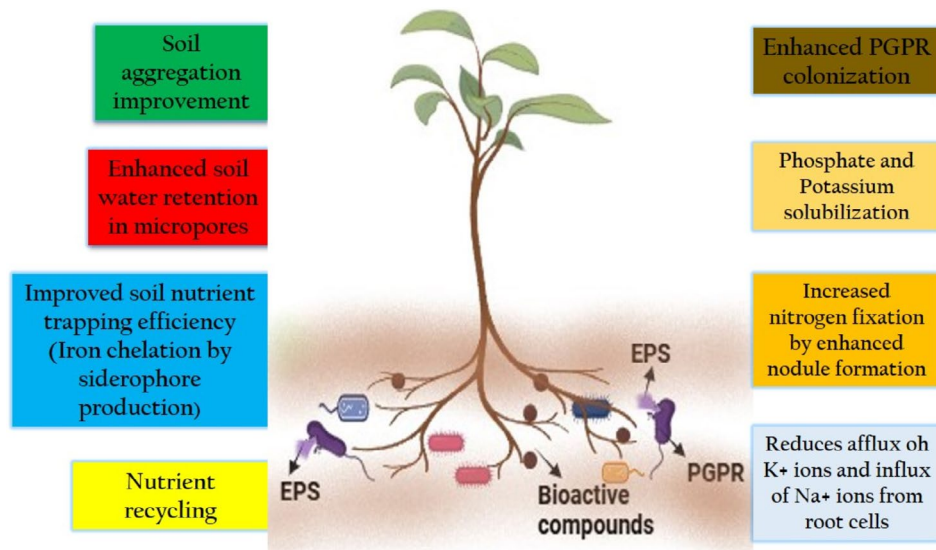 Soil
aggregation
improvement
Enhanced soil
water retention
in micropores
Improved soil nutrient
trapping efficiency
(Iron chelation by
siderophore
production)
Nutrient
recycling
EPS
Bioactive
compounds
EPS
PGPR
Enhanced PGPR
colonization
Phosphate and
Potassium
solubilization
Increased
nitrogen fixation
by enhanced
nodule formation
Reduces afflux oh
K+ ions and influx
of Na+ ions from
root cells